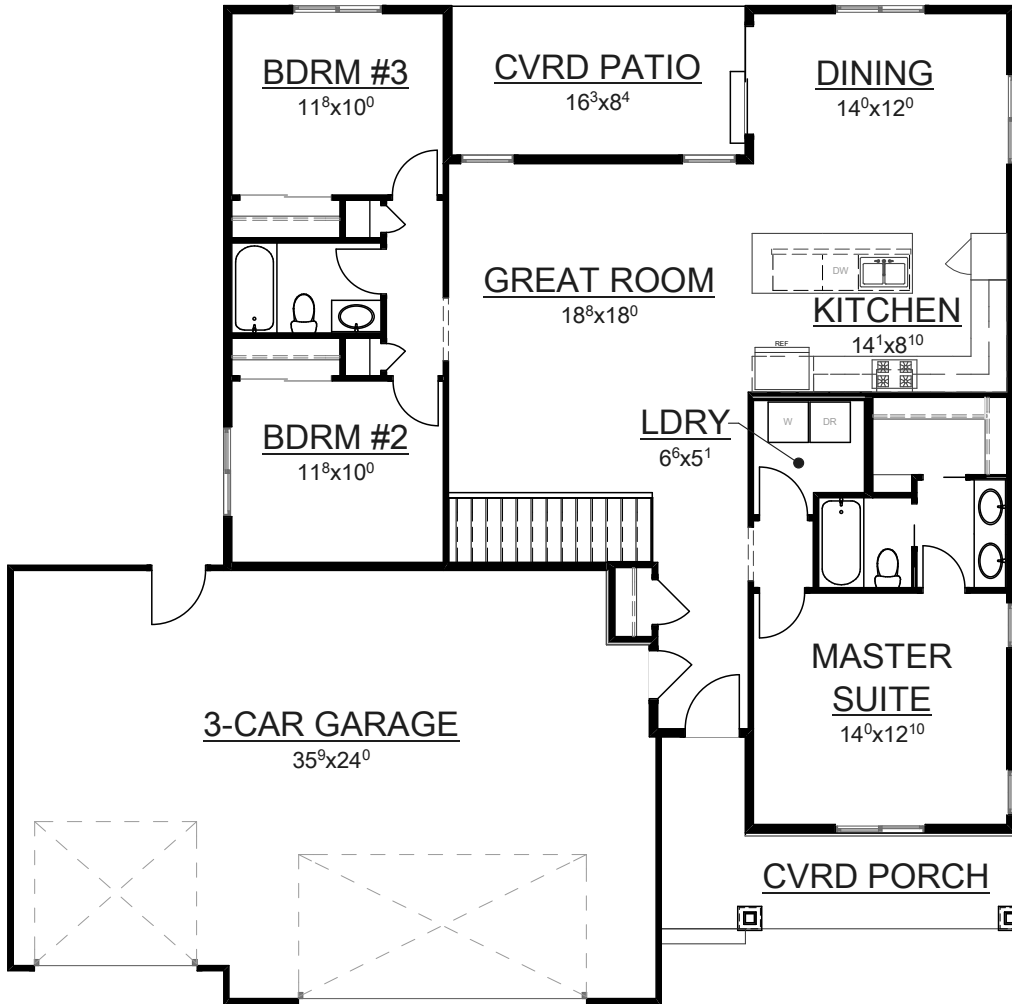 BDRM #3
11⁸x10⁰
CVRD PATIO
16³x8⁴
DINING
14⁰x12⁰
GREAT ROOM
18⁸x18⁰
DW
KITCHEN
14¹x8¹⁰
REF
BDRM #2
11⁸x10⁰
LDRY
6⁶x5¹
W
DR
MASTER
SUITE
14⁰x12¹⁰
3-CAR GARAGE
35⁹x24⁰
CVRD PORCH